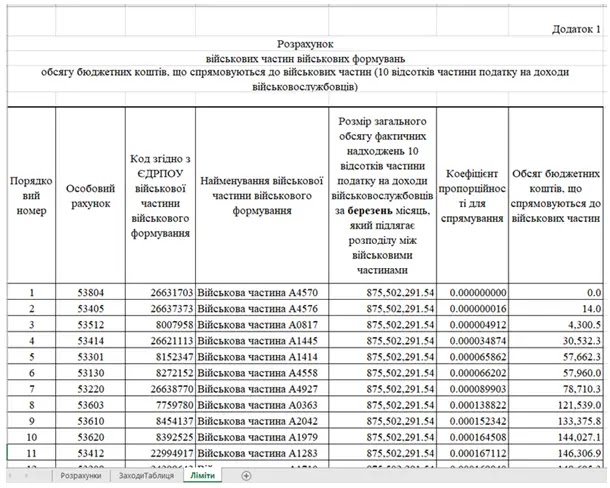 Додаток 1
Розрахунок
військових частин військових формувань
обсягу бюджетних коштів, що спрямовуються до військових частин (10 відсотків частини податку на доходи
військовослужбовців)
Порядко
вий
номер
Особовий
рахунок
Код згідно з
ЄДРПОУ
військової
частини
військового
формування
Найменування військової
частини військового
формування
Розмір загального
обсягу фактичних
надходжень 10
відсотків частини
податку на доходи
військовослужбовців
за березень місяць,
який підлягає
розподілу між
військовими
частинами
Коефіцієнт
пропорційнос
ті для
спрямування
Обсяг бюджетних
коштів, що
спрямовуються до
військових частин
1 53804 26631703 Військова частина А4570 875,502,291.54 0.000000000 0.0
2 53405 26637373 Військова частина А4576 875,502,291.54 0.000000016 14.0
3 53512 8007958 Військова частина А0817 875,502,291.54 0.000004912 4,300.5
4 53414 26621113 Військова частина А1445 875,502,291.54 0.000034874 30,532.3
5 53301 8152347 Військова частина А1414 875,502,291.54 0.000065862 57,662.3
6 53130 8272152 Військова частина А4558 875,502,291.54 0.000066202 57,960.0
7 53220 26638770 Військова частина А4927 875,502,291.54 0.000089903 78,710.3
8 53603 7759780 Військова частина А0363 875,502,291.54 0.000138822 121,539.0
9 53610 8454137 Військова частина А2042 875,502,291.54 0.000152342 133,375.8
10 53620 8392525 Військова частина А1979 875,502,291.54 0.000164508 144,027.1
11 53412 22994917 Військова частина А1283 875,502,291.54 0.000167112 146,306.9
Розрахунки ЗаходиТаблиця Ліміти